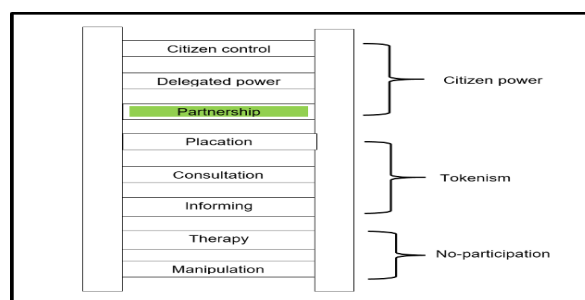 Citizen control
Delegated power
Citizen power
Partnership
Placation
Consultation
Tokenism
Informing
Therapy
No-participation
Manipulation